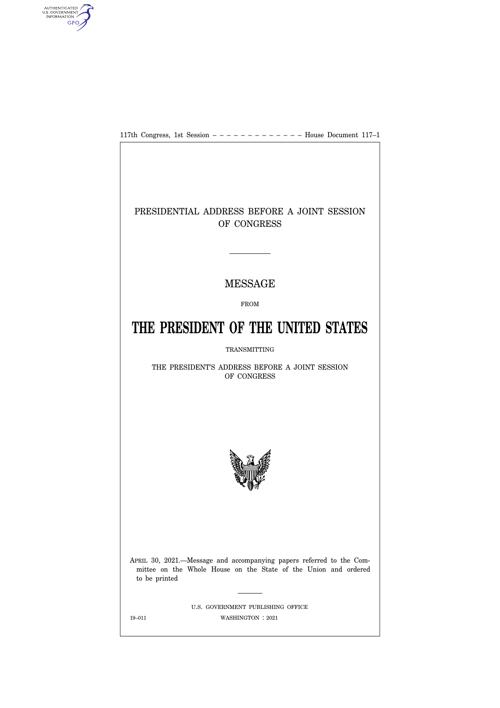 AUTHENTICATED
U.S. GOVERNMENT
INFORMATION
GPO
117th Congress, 1st Session – – – – – – – – – – – – – House Document 117–1
PRESIDENTIAL ADDRESS BEFORE A JOINT SESSION
OF CONGRESS
MESSAGE
FROM
THE PRESIDENT OF THE UNITED STATES
TRANSMITTING
THE PRESIDENT'S ADDRESS BEFORE A JOINT SESSION
OF CONGRESS
APRIL 30, 2021.—Message and accompanying papers referred to the Com-
mittee on the Whole House on the State of the Union and ordered
to be printed
U.S. GOVERNMENT PUBLISHING OFFICE
19–011 WASHINGTON : 2021